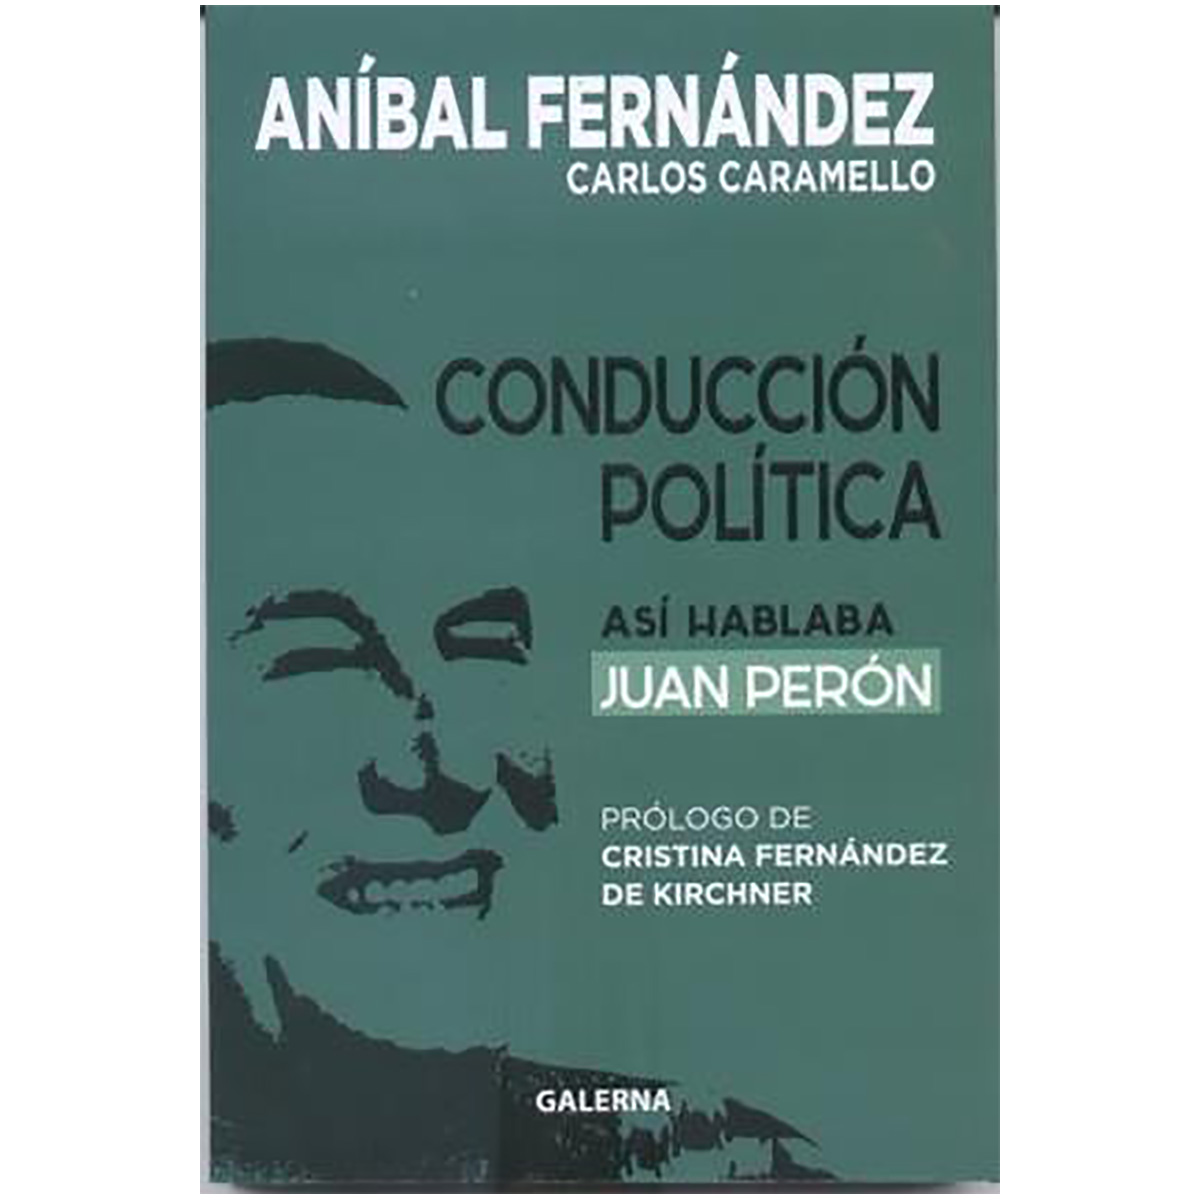 ANÍBAL FERNÁNDEZ
CARLOS CARAMELLO
CONDUCCIÓN
POLÍTICA
ASÍ HABLABA
JUAN PERÓN
PRÓLOGO DE
CRISTINA FERNÁNDEZ
DE KIRCHNER
GALERNA